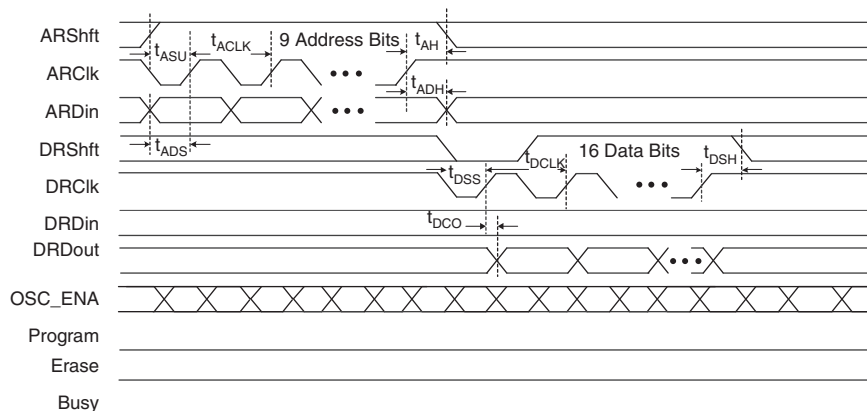 ARShft
tASU tACLK 9 Address Bits tAH
ARClk
tADH
ARDin
tADS
DRShft
16 Data Bits
tDCLK tDSH
tDSS
DRClk
DRDin
tDCO
DRDout
OSC_ENA
Program
Erase
Busy